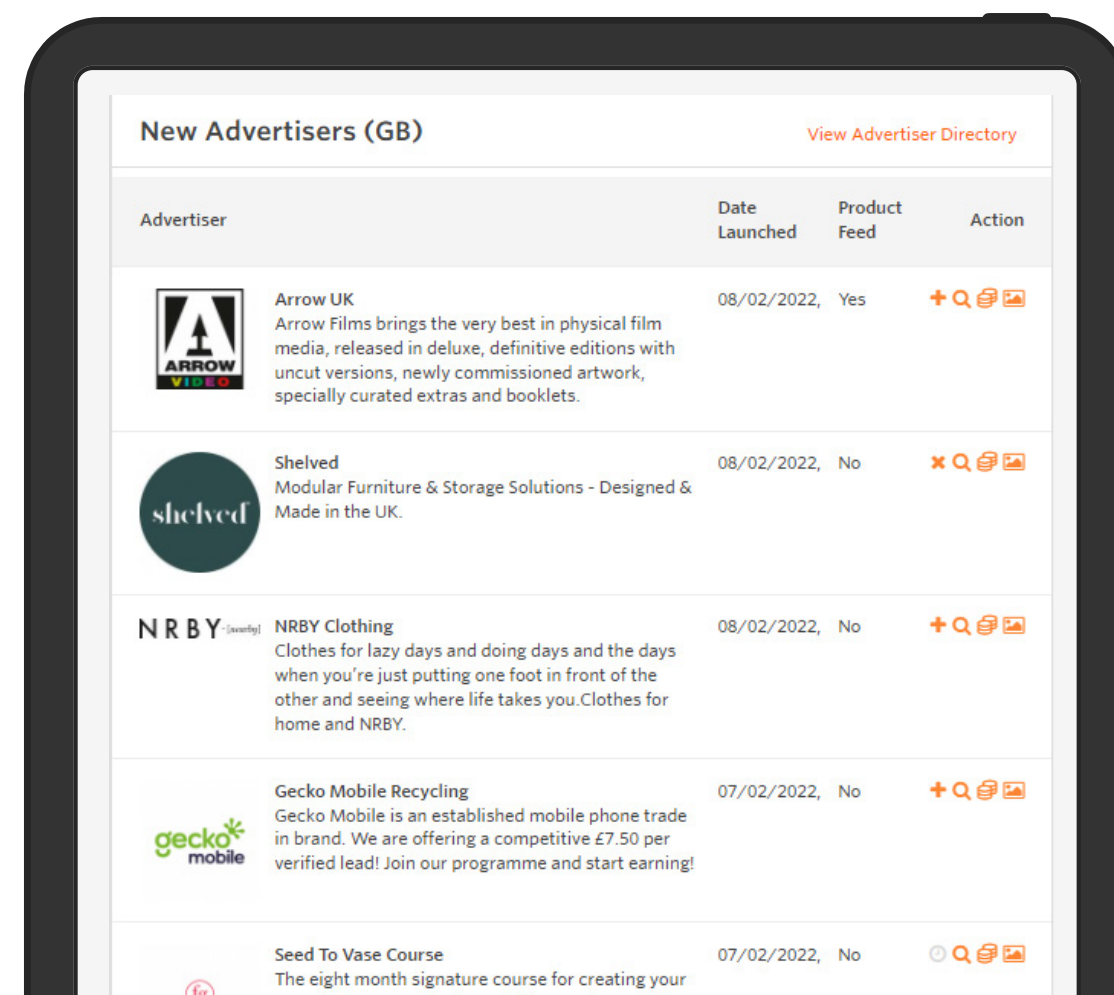 New Advertisers (GB)
View Advertiser Directory
Advertiser
Date
Launched
Product
Feed
Action
ARROW
VIDEO
Arrow UK
08/02/2022,
Yes
Arrow Films brings the very best in physical film
media, released in deluxe, definitive editions with
uncut versions, newly commissioned artwork,
specially curated extras and booklets.
shelved
Shelved
08/02/2022,
No
Modular Furniture & Storage Solutions - Designed &
Made in the UK.
NRBY
NRBY Clothing
08/02/2022,
No
Clothes for lazy days and doing days and the days
when you’re just putting one foot in front of the
other and seeing where life takes you.Clothes for
home and NRBY.
gecko
mobile
Gecko Mobile Recycling
07/02/2022,
No
Gecko Mobile is an established mobile phone trade
in brand. We are offering a competitive £7.50 per
verified lead! Join our programme and start earning!
Seed To Vase Course
07/02/2022,
No
The eight month signature course for creating your